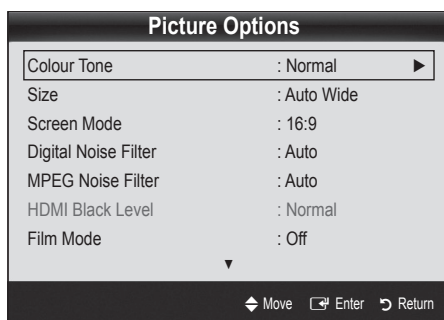 Picture Options
Colour Tone : Normal ►
Size : Auto Wide
Screen Mode : 16:9
Digital Noise Filter : Auto
MPEG Noise Filter : Auto
HDMI Black Level : Normal
Film Mode : Off
▼
Move Enter Return